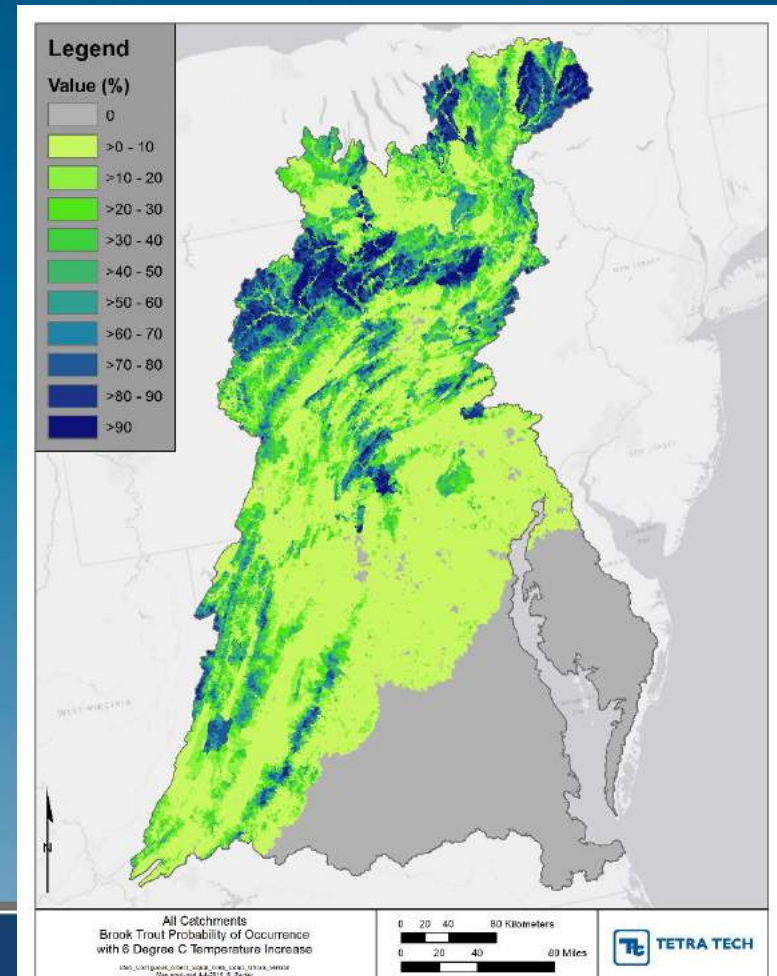 Legend
Value (%)
0
>0 - 10
>10 - 20
>20 - 30
>30 - 40
>40 - 50
>50 - 60
>60 - 70
>70 - 80
>80 - 90
>90
NEW JERSEY
WEST VIRGINIA
N
All Catchments
Brook Trout Probability of Occurrence
with 6 Degree C Temperature Increase
0 20 40 80 Kilometers
0 20 40 80 Miles
Tt TETRA TECH